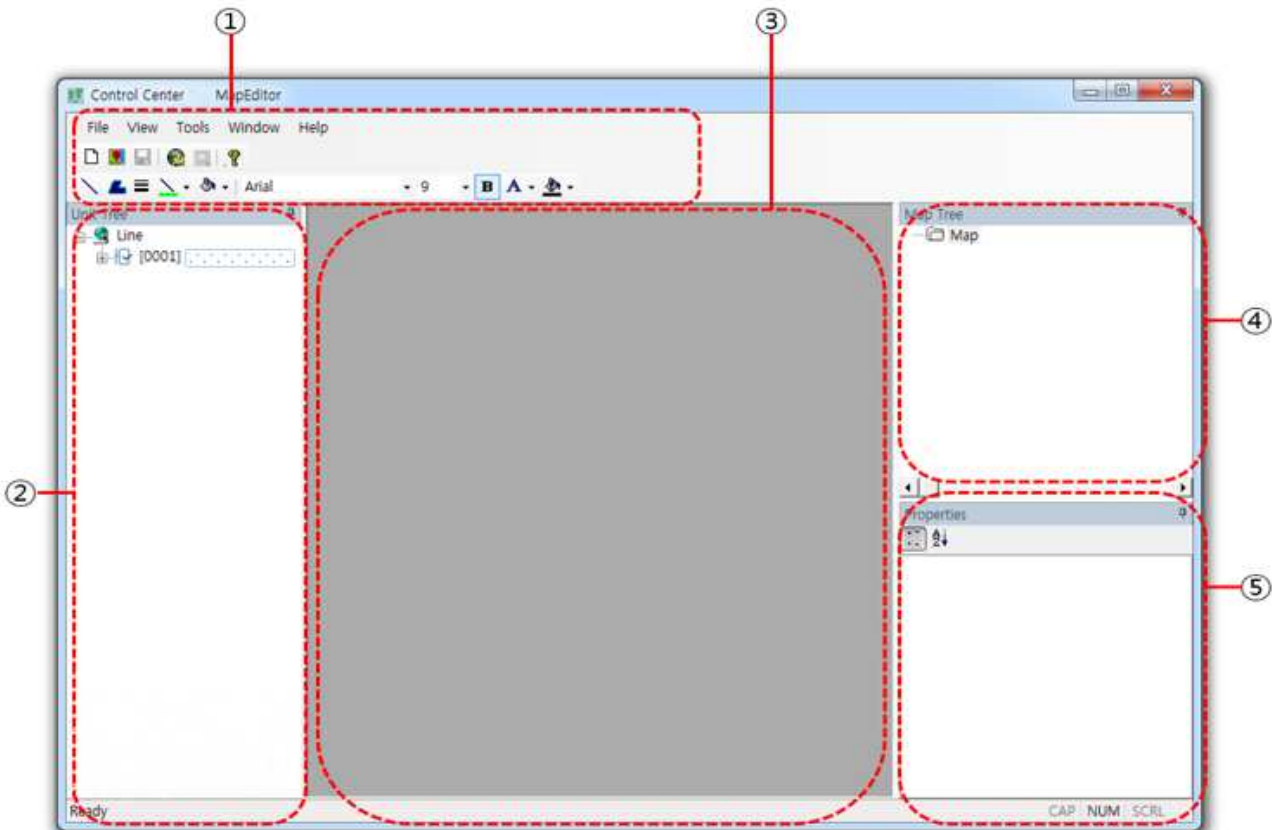 ① ③
Control Center MapEditor
File View Tools Window Help
Arial 9 B A
Unit Tree
Line
[0001]
Map Tree
Map
④
②
Properties
⑤
Ready CAP NUM SCRL